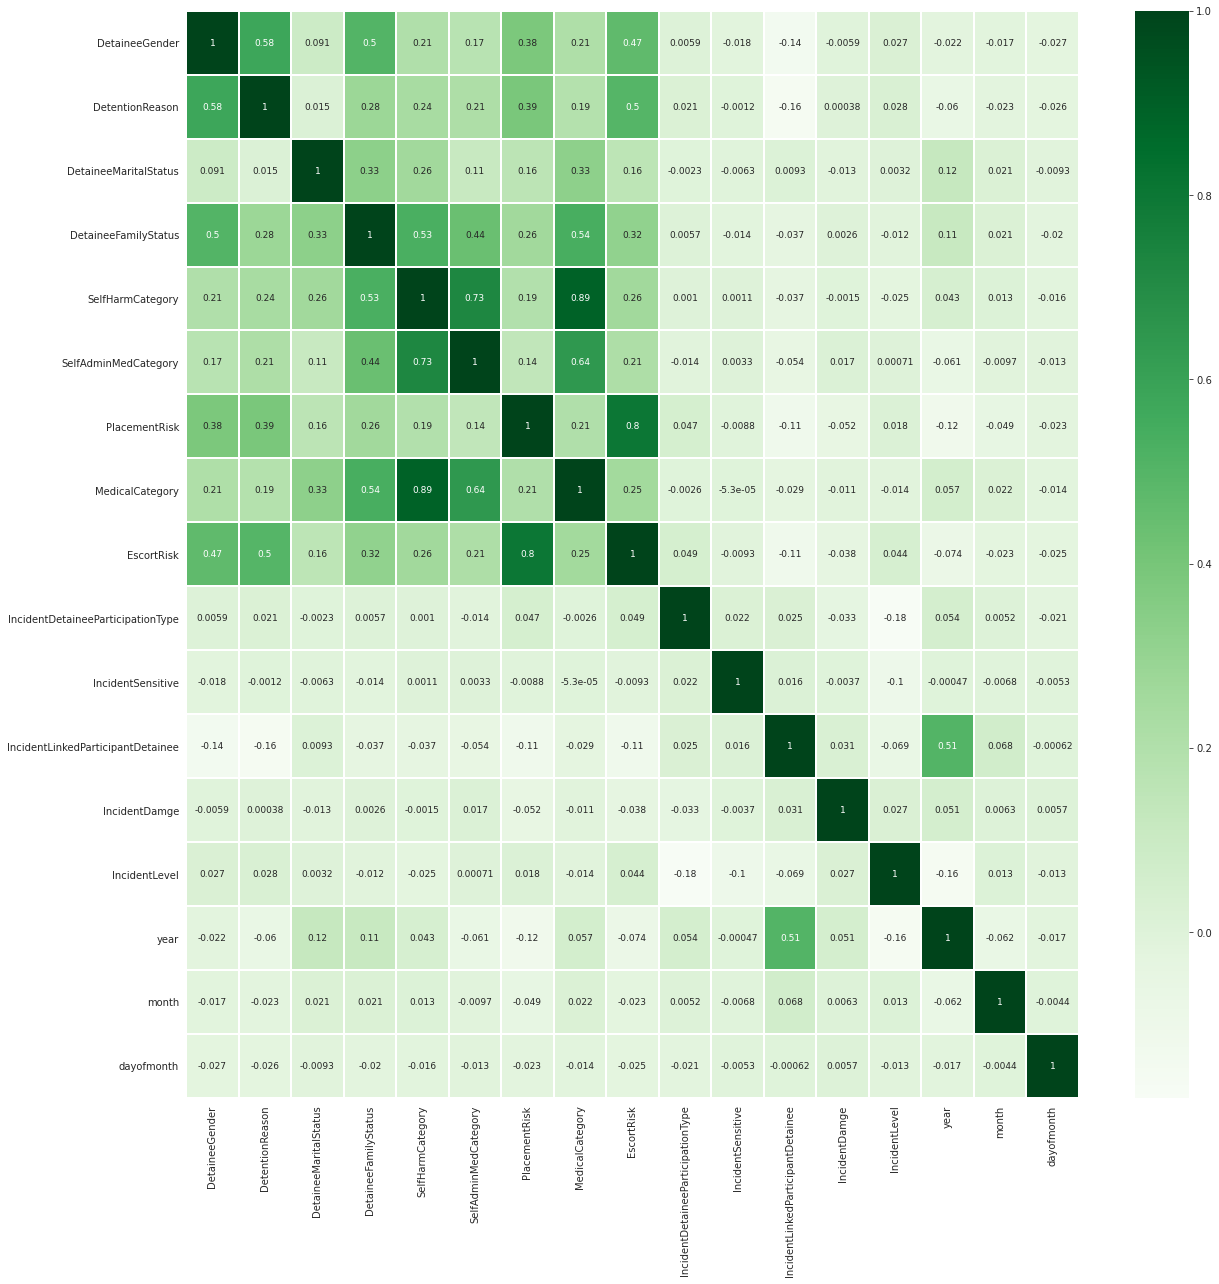 DetaineeGender 1 0.58 0.091 0.5 0.21 0.17 0.38 0.21 0.47 0.0059 -0.018 -0.14 -0.0059 0.027 -0.022 -0.017 -0.027
DetentionReason 0.58 1 0.015 0.28 0.24 0.21 0.39 0.19 0.5 0.021 -0.0012 -0.16 0.00038 0.028 -0.06 -0.023 -0.026
DetaineeMaritalStatus 0.091 0.015 1 0.33 0.26 0.11 0.16 0.33 0.16 -0.0023 -0.0063 0.0093 -0.013 0.0032 0.12 0.021 -0.0093
DetaineeFamilyStatus 0.5 0.28 0.33 1 0.53 0.44 0.26 0.54 0.32 0.0057 -0.014 -0.037 0.0026 -0.012 0.11 0.021 -0.02
SelfHarmCategory 0.21 0.24 0.26 0.53 1 0.73 0.19 0.89 0.26 0.001 0.0011 -0.037 -0.0015 -0.025 0.043 0.013 -0.016
SelfAdminMedCategory 0.17 0.21 0.11 0.44 0.73 1 0.14 0.64 0.21 -0.014 0.0033 -0.054 0.017 0.00071 -0.061 -0.0097 -0.013
PlacementRisk 0.38 0.39 0.16 0.26 0.19 0.14 1 0.21 0.8 0.047 -0.0088 -0.11 -0.052 0.018 -0.12 -0.049 -0.023
MedicalCategory 0.21 0.19 0.33 0.54 0.89 0.64 0.21 1 0.25 -0.0026 -5.3e-05 -0.029 -0.011 -0.014 0.057 0.022 -0.014
EscortRisk 0.47 0.5 0.16 0.32 0.26 0.21 0.8 0.25 1 0.049 -0.0093 -0.11 -0.038 0.044 -0.074 -0.023 -0.025
IncidentDetaineeParticipationType 0.0059 0.021 -0.0023 0.0057 0.001 -0.014 0.047 -0.0026 0.049 1 0.022 0.025 -0.033 -0.18 0.054 0.0052 -0.021
IncidentSensitive -0.018 -0.0012 -0.0063 -0.014 0.0011 0.0033 -0.0088 -5.3e-05 -0.0093 0.022 1 0.016 -0.0037 -0.1 -0.00047 -0.0068 -0.0053
IncidentLinkedParticipantDetainee -0.14 -0.16 0.0093 -0.037 -0.037 -0.054 -0.11 -0.029 -0.11 0.025 0.016 1 0.031 -0.069 0.51 0.068 -0.00062
IncidentDamge -0.0059 0.00038 -0.013 0.0026 -0.0015 0.017 -0.052 -0.011 -0.038 -0.033 -0.0037 0.031 1 0.027 0.051 0.0063 0.0057
IncidentLevel 0.027 0.028 0.0032 -0.012 -0.025 0.00071 0.018 -0.014 0.044 -0.18 -0.1 -0.069 0.027 1 -0.16 0.013 -0.013
year -0.022 -0.06 0.12 0.11 0.043 -0.061 -0.12 0.057 -0.074 0.054 -0.00047 0.51 0.051 -0.16 1 -0.062 -0.017
month -0.017 -0.023 0.021 0.021 0.013 -0.0097 -0.049 0.022 -0.023 0.0052 -0.0068 0.068 0.0063 0.013 -0.062 1 -0.0044
dayofmonth -0.027 -0.026 -0.0093 -0.02 -0.016 -0.013 -0.023 -0.014 -0.025 -0.021 -0.0053 -0.00062 0.0057 -0.013 -0.017 -0.0044 1
DetaineeGender
DetentionReason
DetaineeMaritalStatus
DetaineeFamilyStatus
SelfHarmCategory
SelfAdminMedCategory
PlacementRisk
MedicalCategory
EscortRisk
IncidentDetaineeParticipationType
IncidentSensitive
IncidentLinkedParticipantDetainee
IncidentDamge
IncidentLevel
year
month
dayofmonth
1.0
0.8
0.6
0.4
0.2
0.0